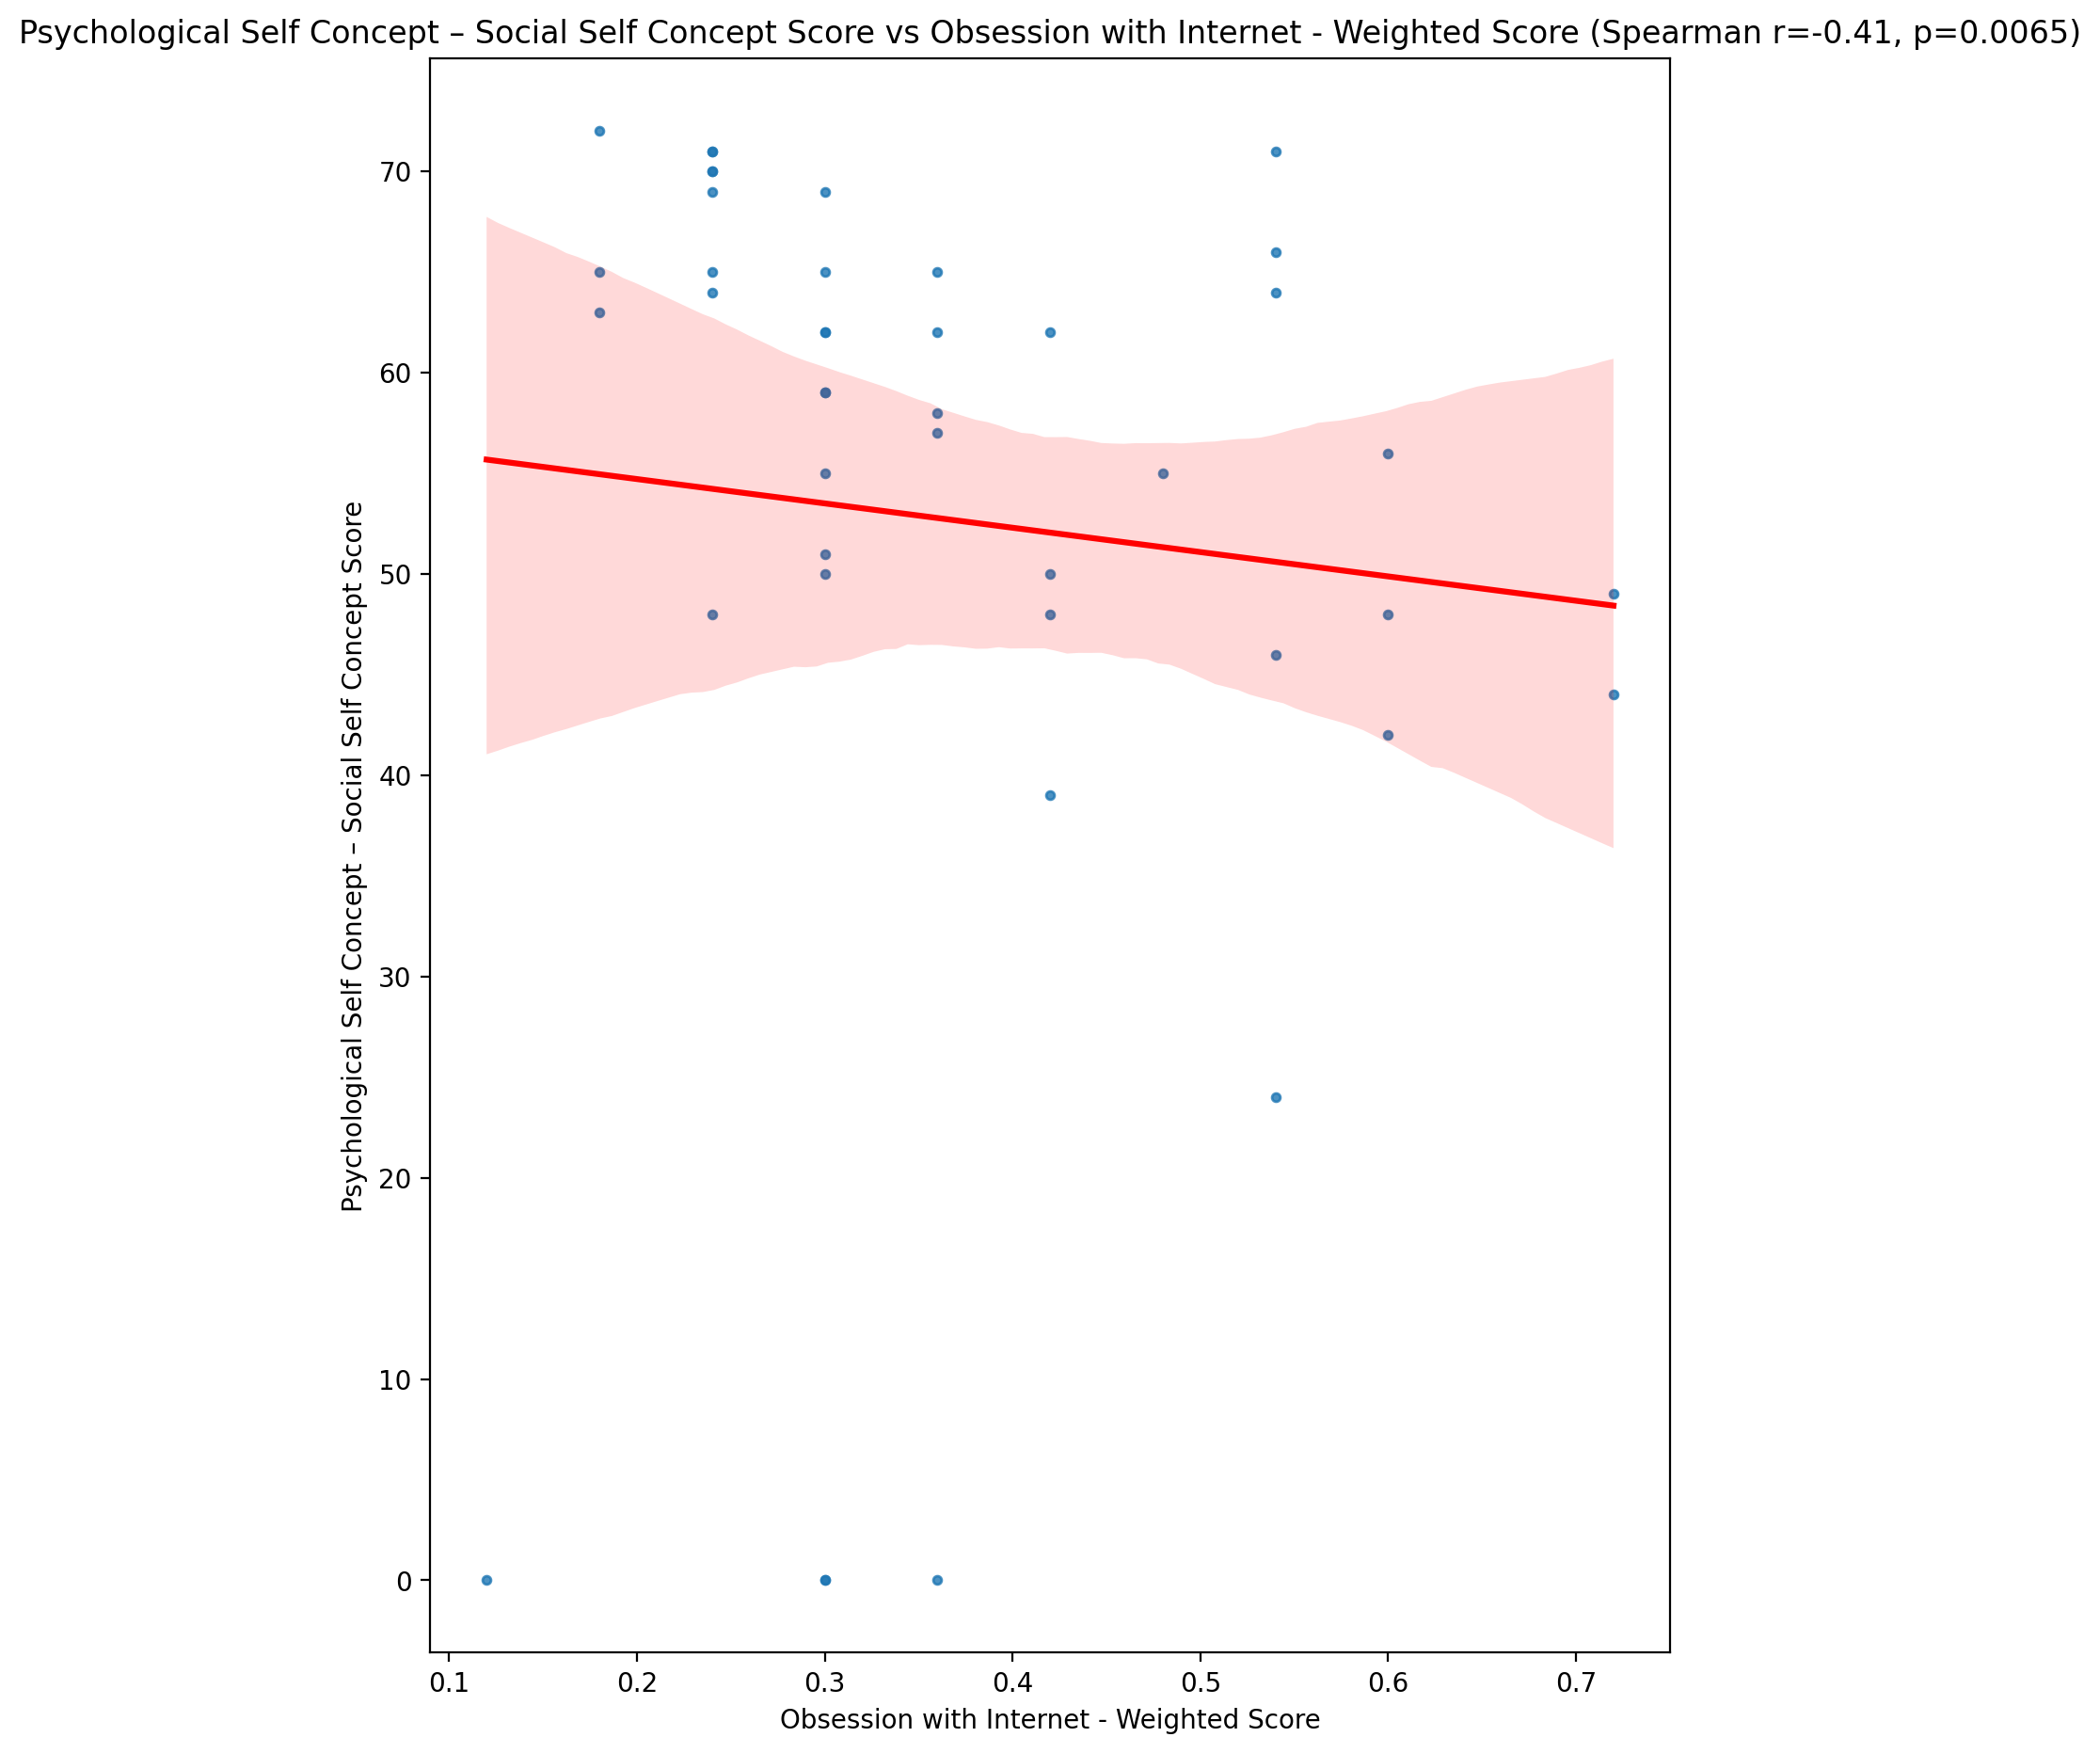 Psychological Self Concept – Social Self Concept Score vs Obsession with Internet - Weighted Score (Spearman r=-0.41, p=0.0065)
Psychological Self Concept – Social Self Concept Score
70
60
50
40
30
20
10
0
0.1 0.2 0.3 0.4 0.5 0.6 0.7
Obsession with Internet - Weighted Score